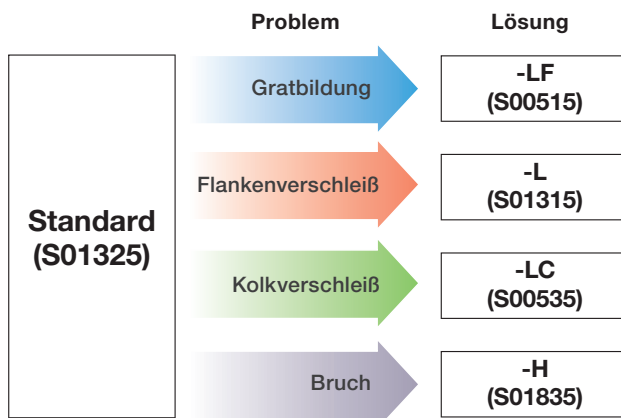 Problem
Lösung
Standard
(S01325)
Gratbildung
-LF
(S00515)
Flankenverschleiß
-L
(S01315)
Kolkverschleiß
-LC
(S00535)
Bruch
-H
(S01835)